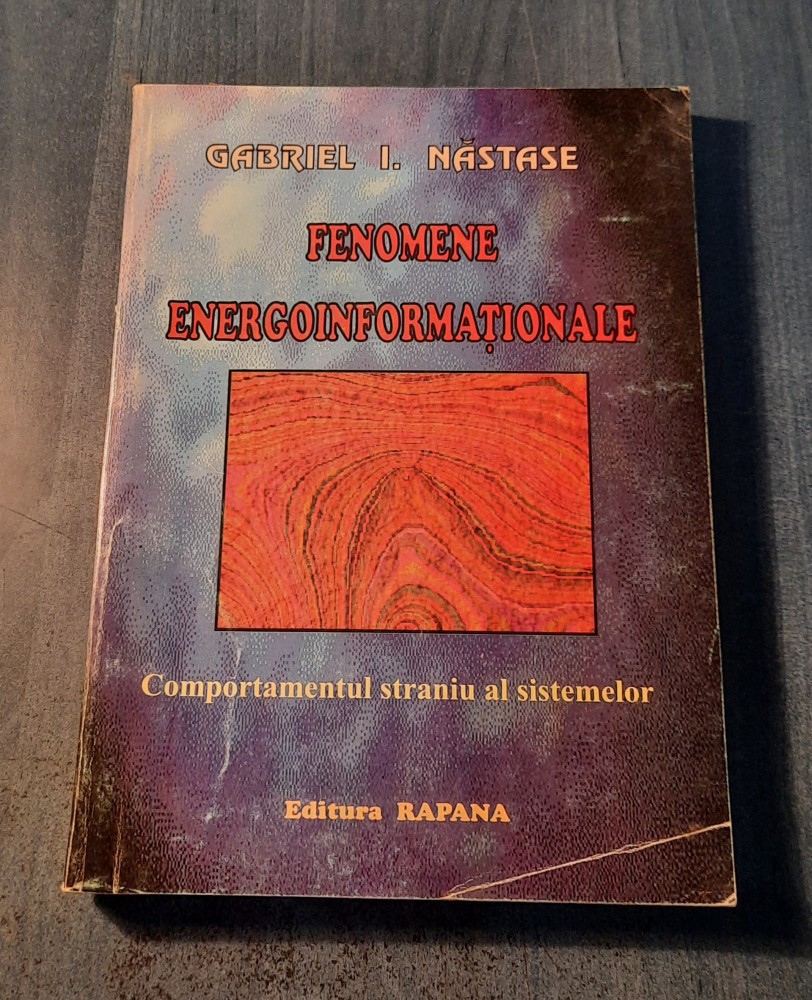 GABRIEL I. NĂSTASE
FENOMENE
ENERGOINFORMAȚIONALE
Comportamentul straniu al sistemelor
Editura RAPANA